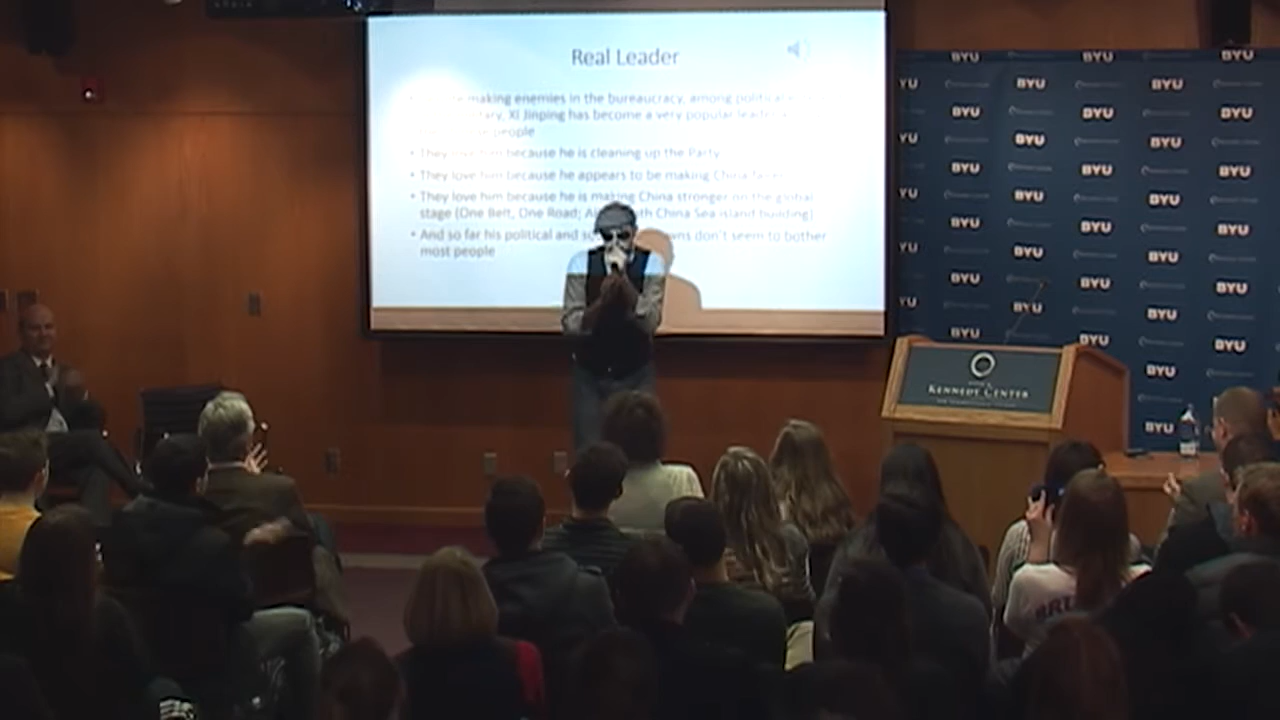 Real Leader
making enemies in the bureaucracy, among political
XI Jinping has become a very popular leader
people
• They love him because he is cleaning up the Party
• They love him because he appears to be making China
• They love him because he is making China stronger on the global
stage (One Belt, One Road; South China Sea island building)
• And so far his political and don't seem to bother
most people
BYU
KENNEDY CENTER